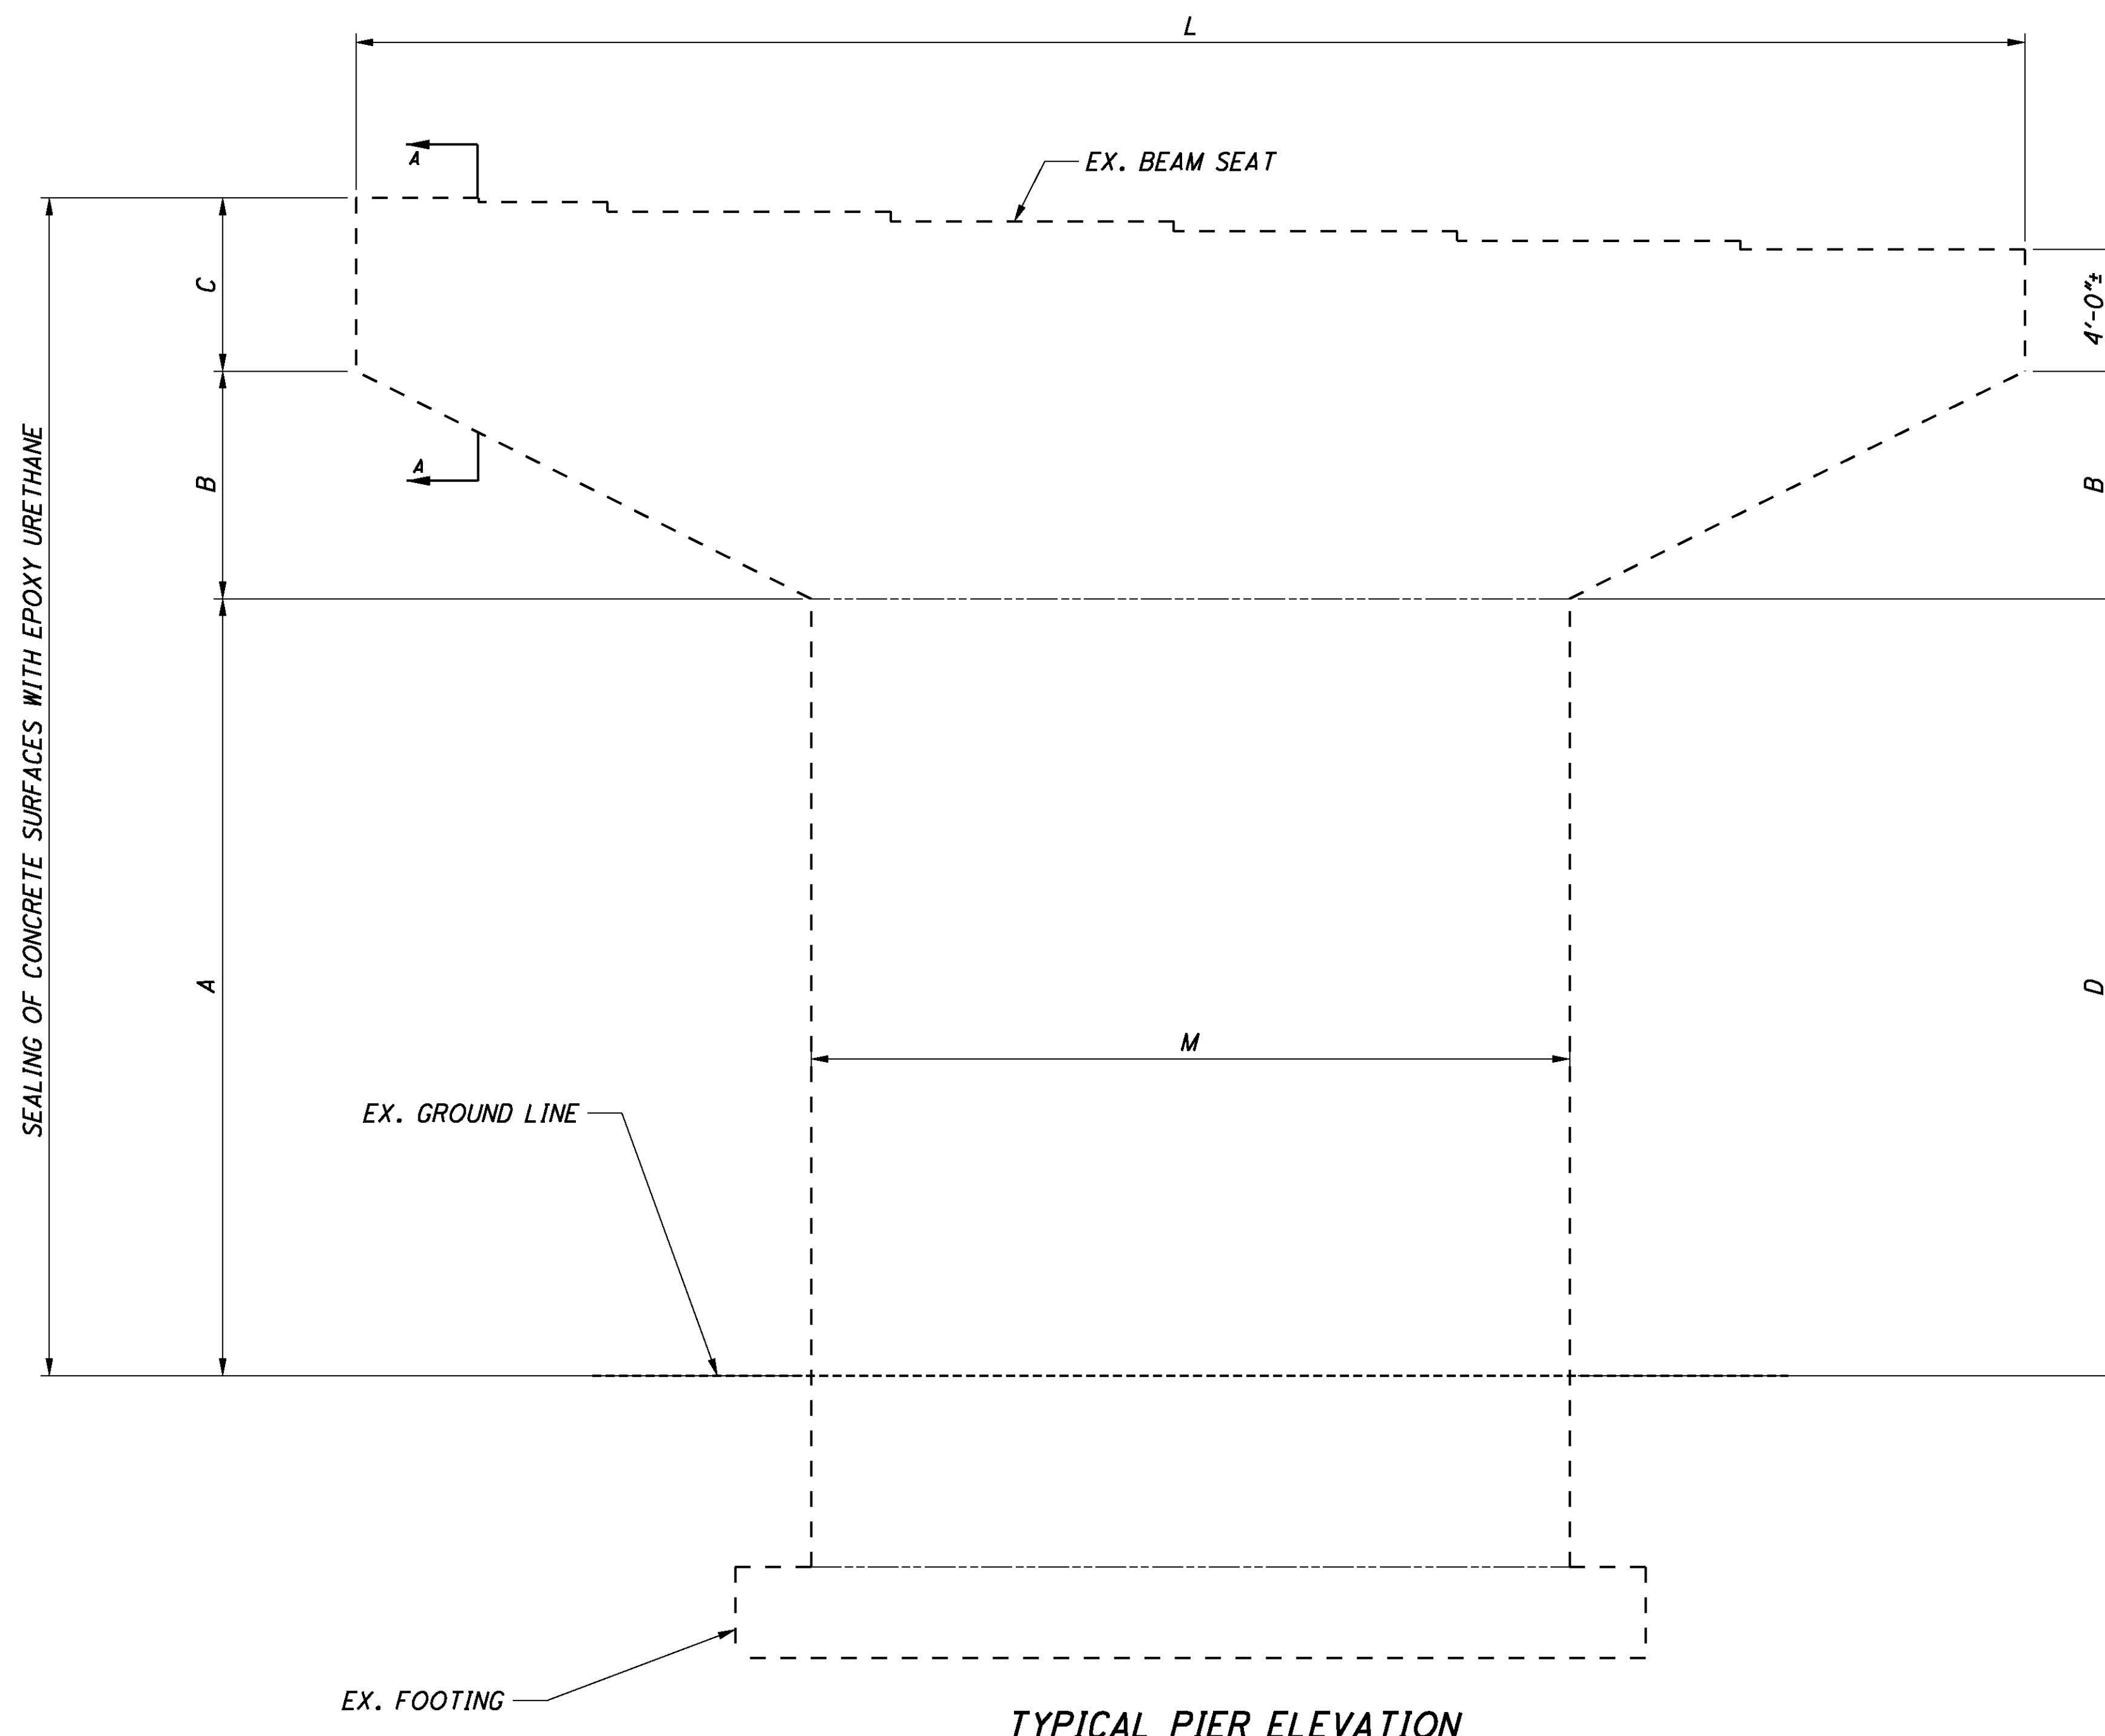 L
A
EX. BEAM SEAT
C
4'-0"±
B
A
B
SEALING OF CONCRETE SURFACES WITH EPOXY URETHANE
A
D
M
EX. GROUND LINE
EX. FOOTING
TYPICAL PIER ELEVATION